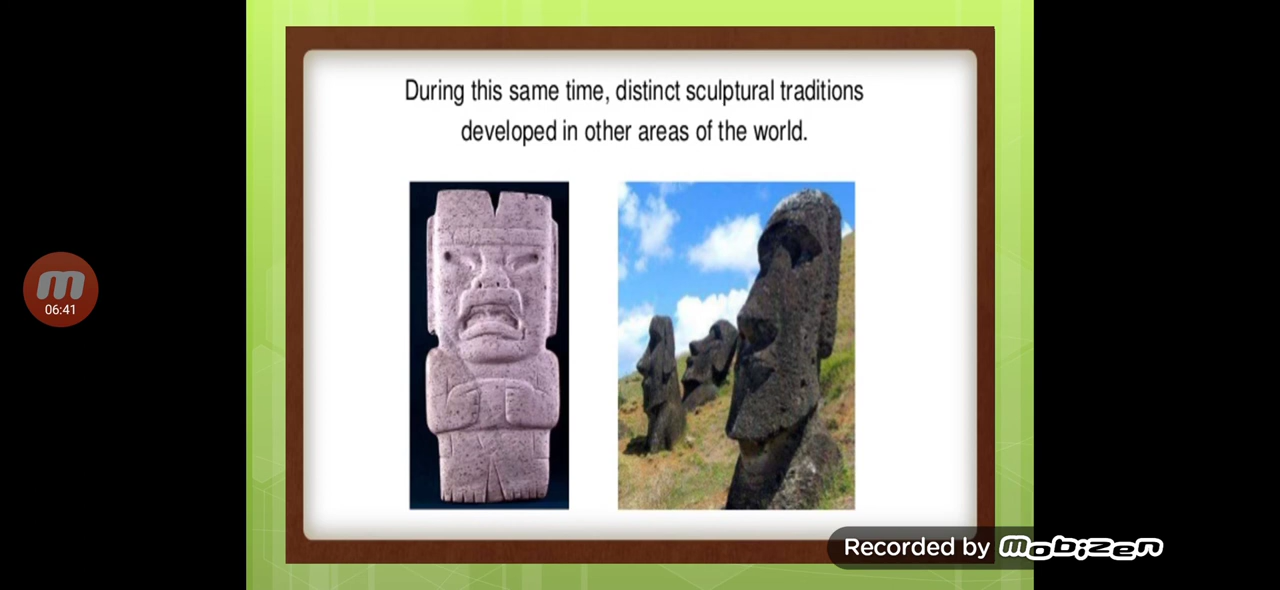 During this same time, distinct sculptural traditions
developed in other areas of the world.
m
06:41
Recorded by mobizen